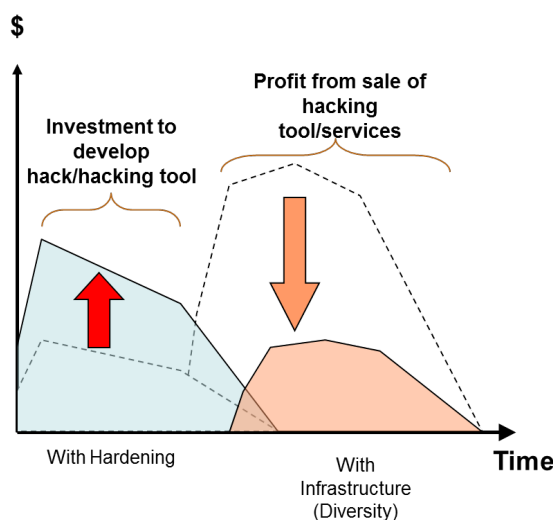 $
Profit from sale of
hacking
tool/services
Investment to
develop
hack/hacking tool
With Hardening
With
Infrastructure
(Diversity)
Time